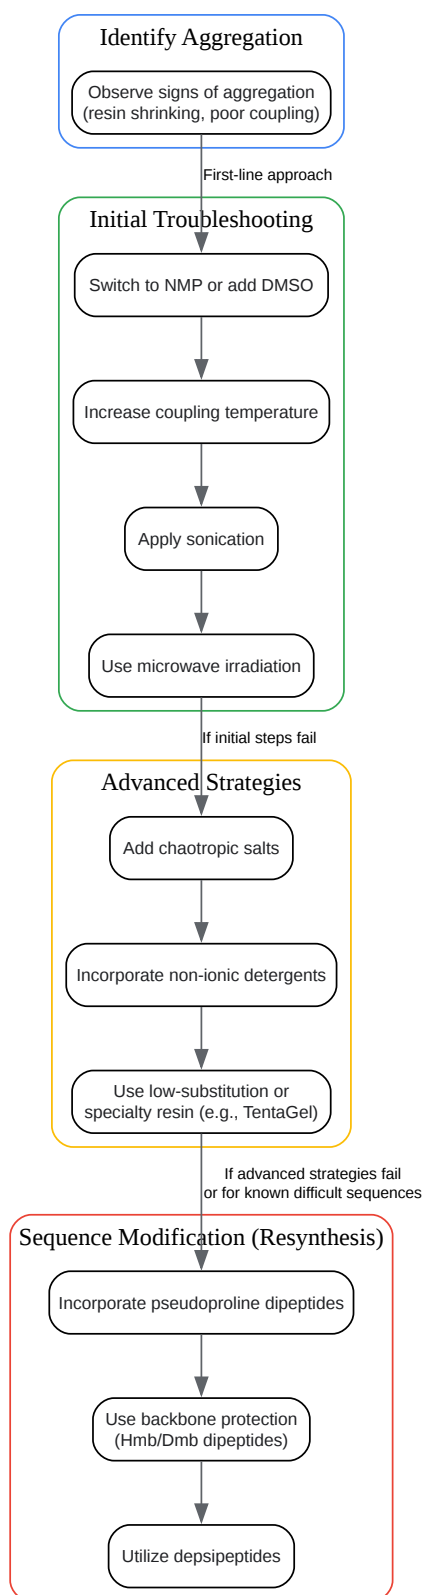 Identify Aggregation
Observe signs of aggregation
(resin shrinking, poor coupling)
First-line approach
Initial Troubleshooting
Switch to NMP or add DMSO
Increase coupling temperature
Apply sonication
Use microwave irradiation
If initial steps fail
Advanced Strategies
Add chaotropic salts
Incorporate non-ionic detergents
Use low-substitution or
specialty resin (e.g., TentaGel)
If advanced strategies fail
or for known difficult sequences
Sequence Modification (Resynthesis)
Incorporate pseudoproline dipeptides
Use backbone protection
(Hmb/Dmb dipeptides)
Utilize depsipeptides